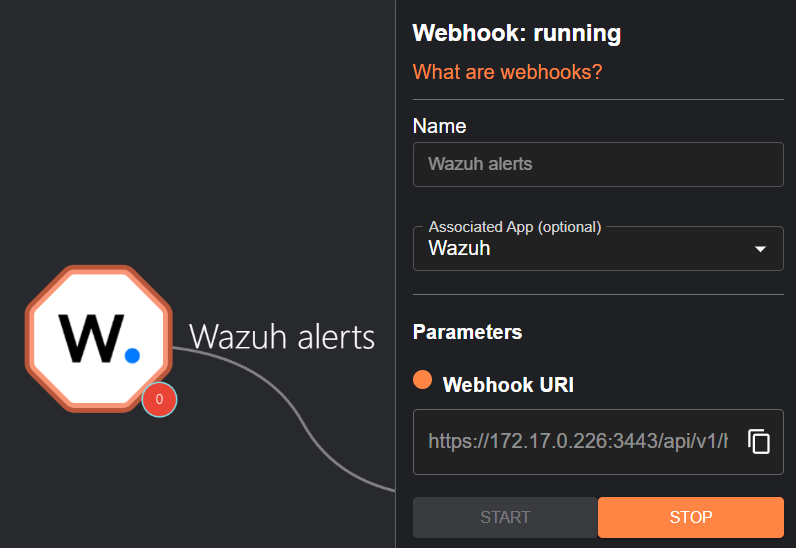 Webhook: running
What are webhooks?
Name
Wazuh alerts
Associated App (optional)
Wazuh
Parameters
Webhook URI
https://172.17.0.226:3443/api/v1/
START
STOP
W.
Wazuh alerts
0